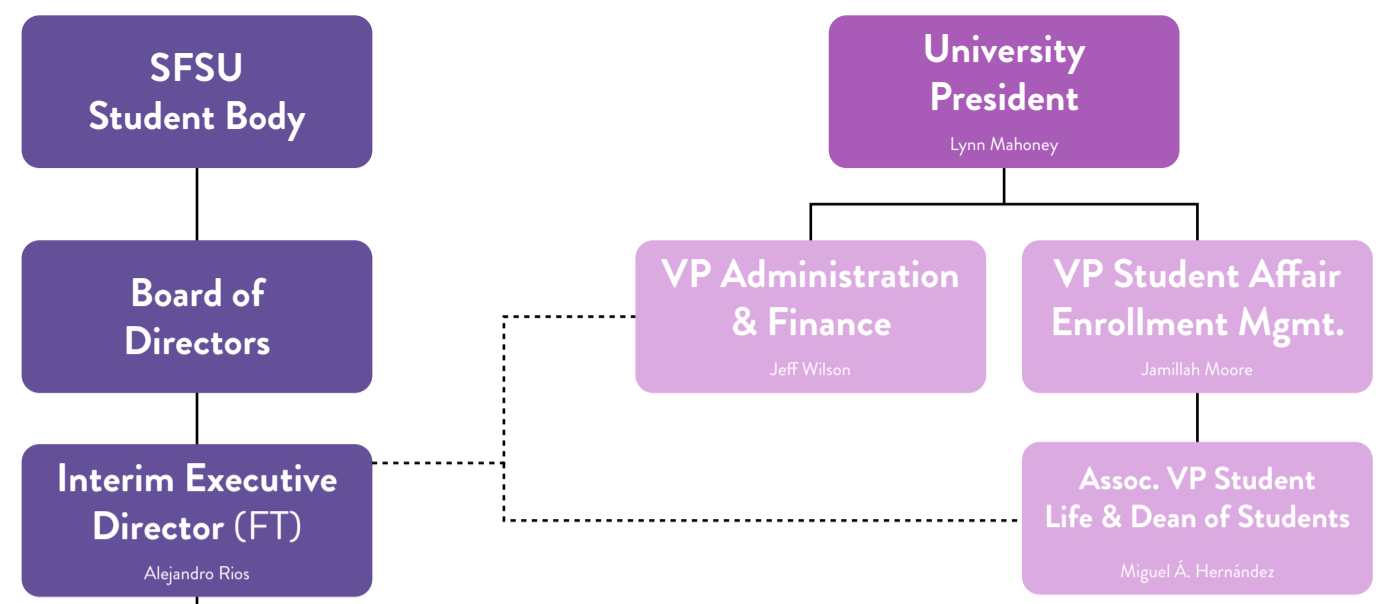 SFSU
Student Body
University
President
Lynn Mahoney
Board of
Directors
VP Administration
& Finance
Jeff Wilson
VP Student Affair
Enrollment Mgmt.
Jamillah Moore
Interim Executive
Director (FT)
Alejandro Rios
Assoc. VP Student
Life & Dean of Students
Miguel Á. Hernández